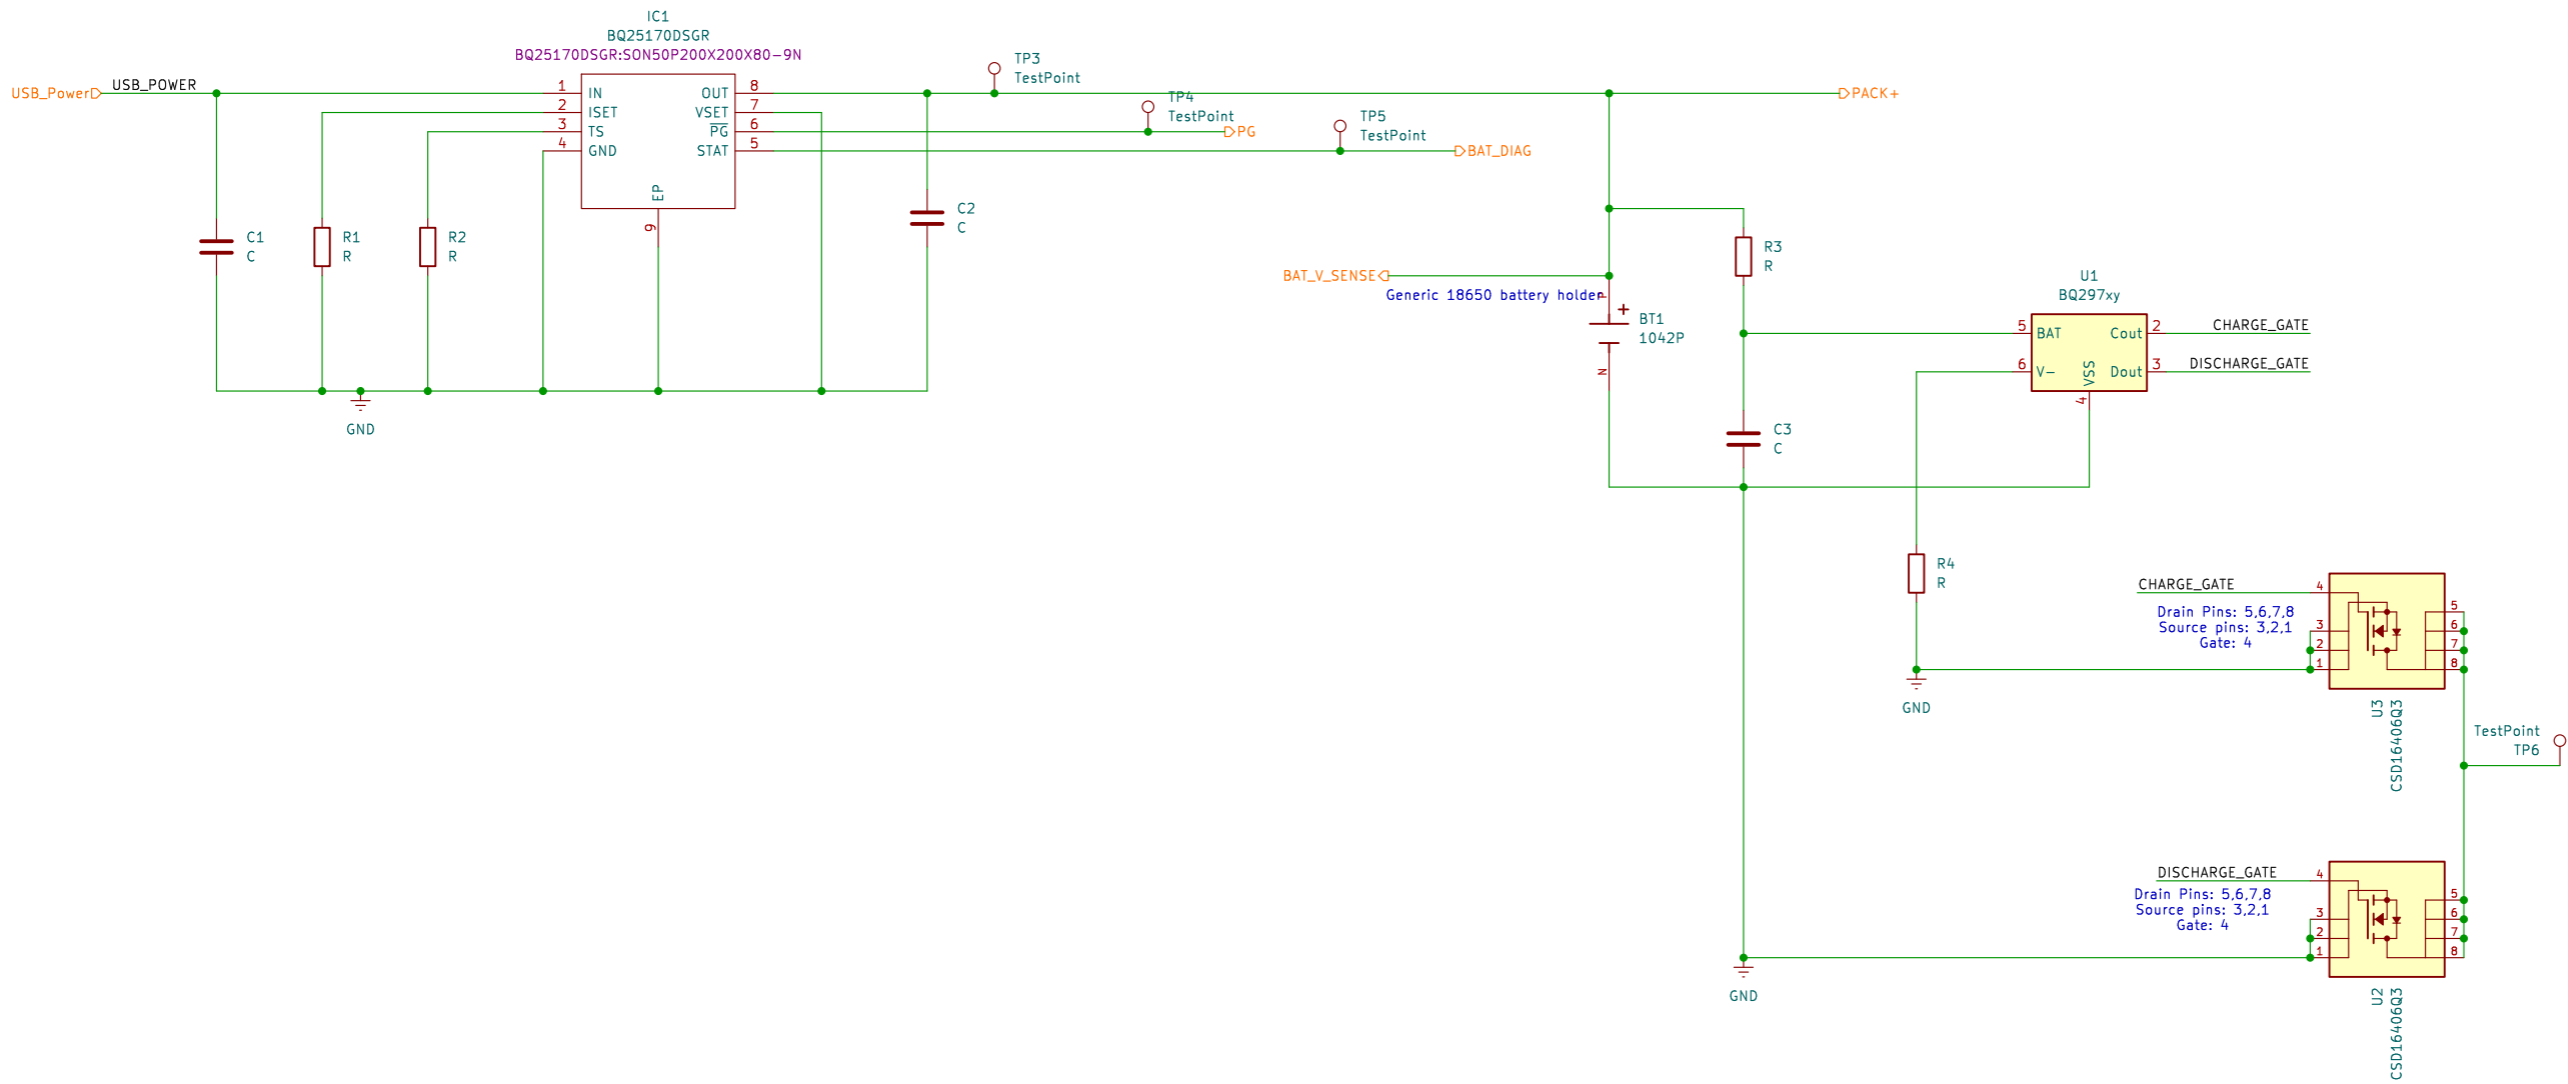 IC1
BQ25170DSGR
BQ25170DSGR:SON50P200X200X80-9N
USB_Power
USB_POWER
1
IN
2
ISET
3
TS
4
GND
OUT
8
VSET
7
PG
6
STAT
5
EP
9
TP3
TestPoint
TP4
TestPoint
TP5
TestPoint
PG
BAT_DIAG
PACK+
C1
C
R1
R
R2
R
C2
C
GND
BAT_V_SENSE
Generic 18650 battery holder
P
+
BT1
1042P
N
R3
R
C3
C
U1
BQ297xy
5
BAT
6
V-
Cout
2
Dout
3
VSS
4
CHARGE_GATE
DISCHARGE_GATE
R4
R
GND
CHARGE_GATE
Drain Pins: 5,6,7,8
Source pins: 3,2,1
Gate: 4
4
3
2
1
5
6
7
8
U3
CSD16406Q3
TestPoint
TP6
DISCHARGE_GATE
Drain Pins: 5,6,7,8
Source pins: 3,2,1
Gate: 4
4
3
2
1
5
6
7
8
U2
CSD16406Q3
GND